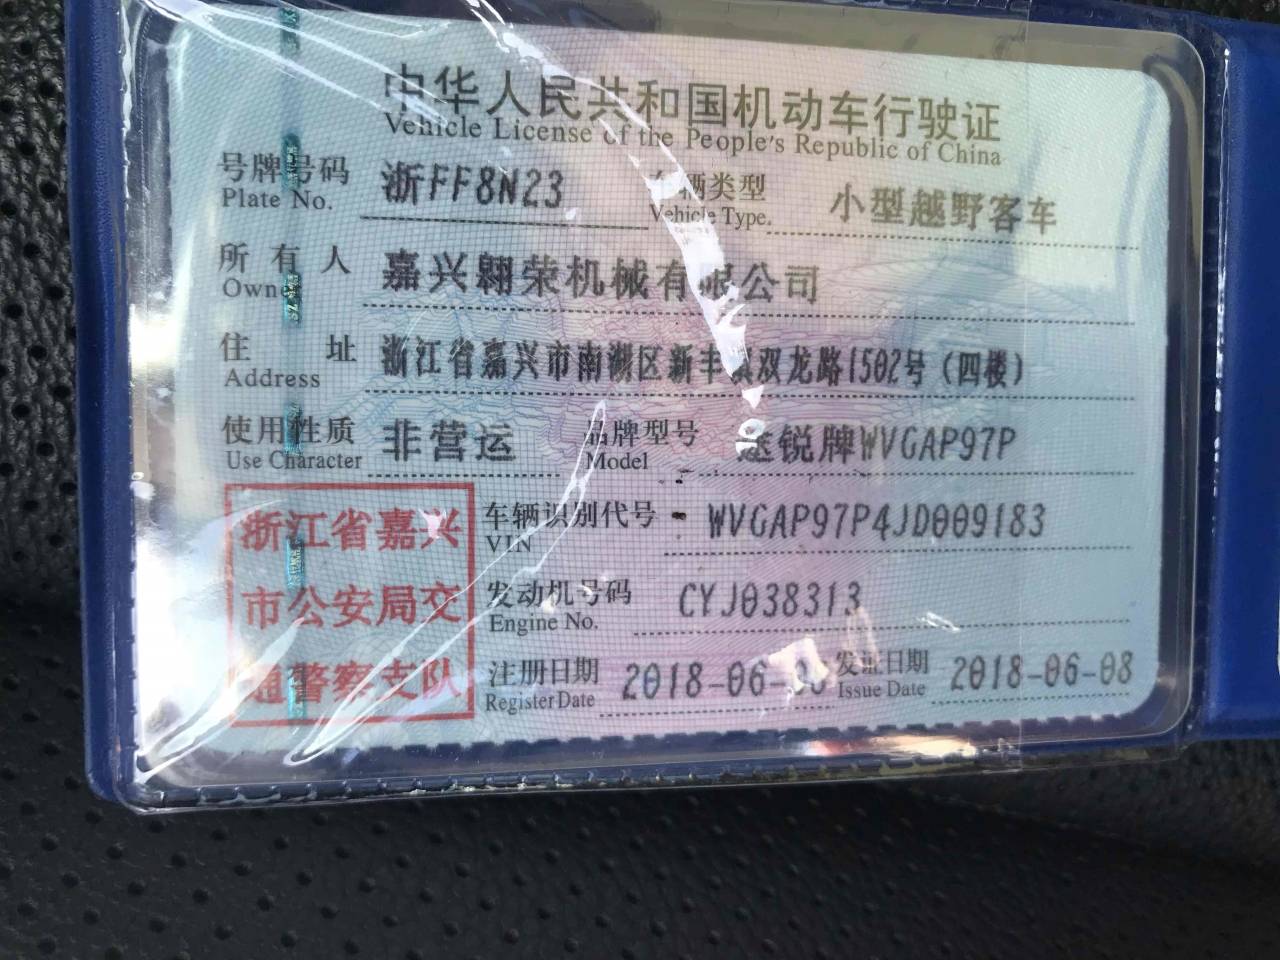 中华人民共和国机动车行驶证
Vehicle License of the People's Republic of China
号牌号码 浙FF8N23 车辆类型 小型越野客车
Plate No. Vehicle Type.
所有人 嘉兴翱荣机械有限公司
Owner
住址 浙江省嘉兴市南湖区新丰镇双龙路1502号（四楼）
Address
使用性质 非营运 品牌型号 途锐牌WVGAP97P
Use Character Model
浙江省嘉兴
市公安局交
通警察支队
车辆识别代号 WVGAP97P4JD009183
VIN
发动机号码 CYJ038313
Engine No.
注册日期 2018-06- 发证日期 2018-06-08
Register Date Issue Date